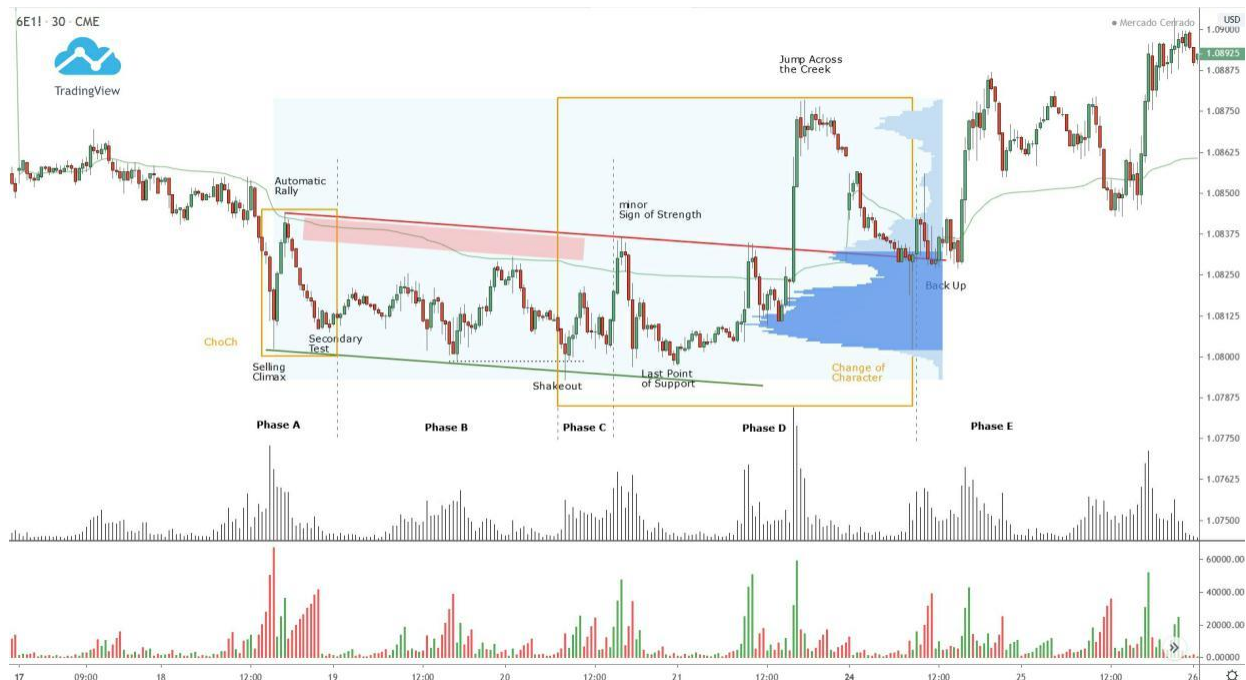 6E1! · 30 · CME
TradingView
Mercado Cerrado
USD
1.09000
1.08925
1.08875
1.08750
1.08625
1.08500
1.08375
1.08250
1.08125
1.08000
1.07875
1.07750
1.07625
1.07500
60000.00
40000.00
20000.00
0.00000
Jump Across
the Creek
Automatic
Rally
minor
Sign of Strength
Back Up
ChoCh
Secondary
Test
Selling
Climax
Shakeout
Last Point
of Support
Change of
Character
Phase A
Phase B
Phase C
Phase D
Phase E
17
09:00
18
12:00
19
12:00
20
12:00
21
12:00
24
12:00
25
12:00
26